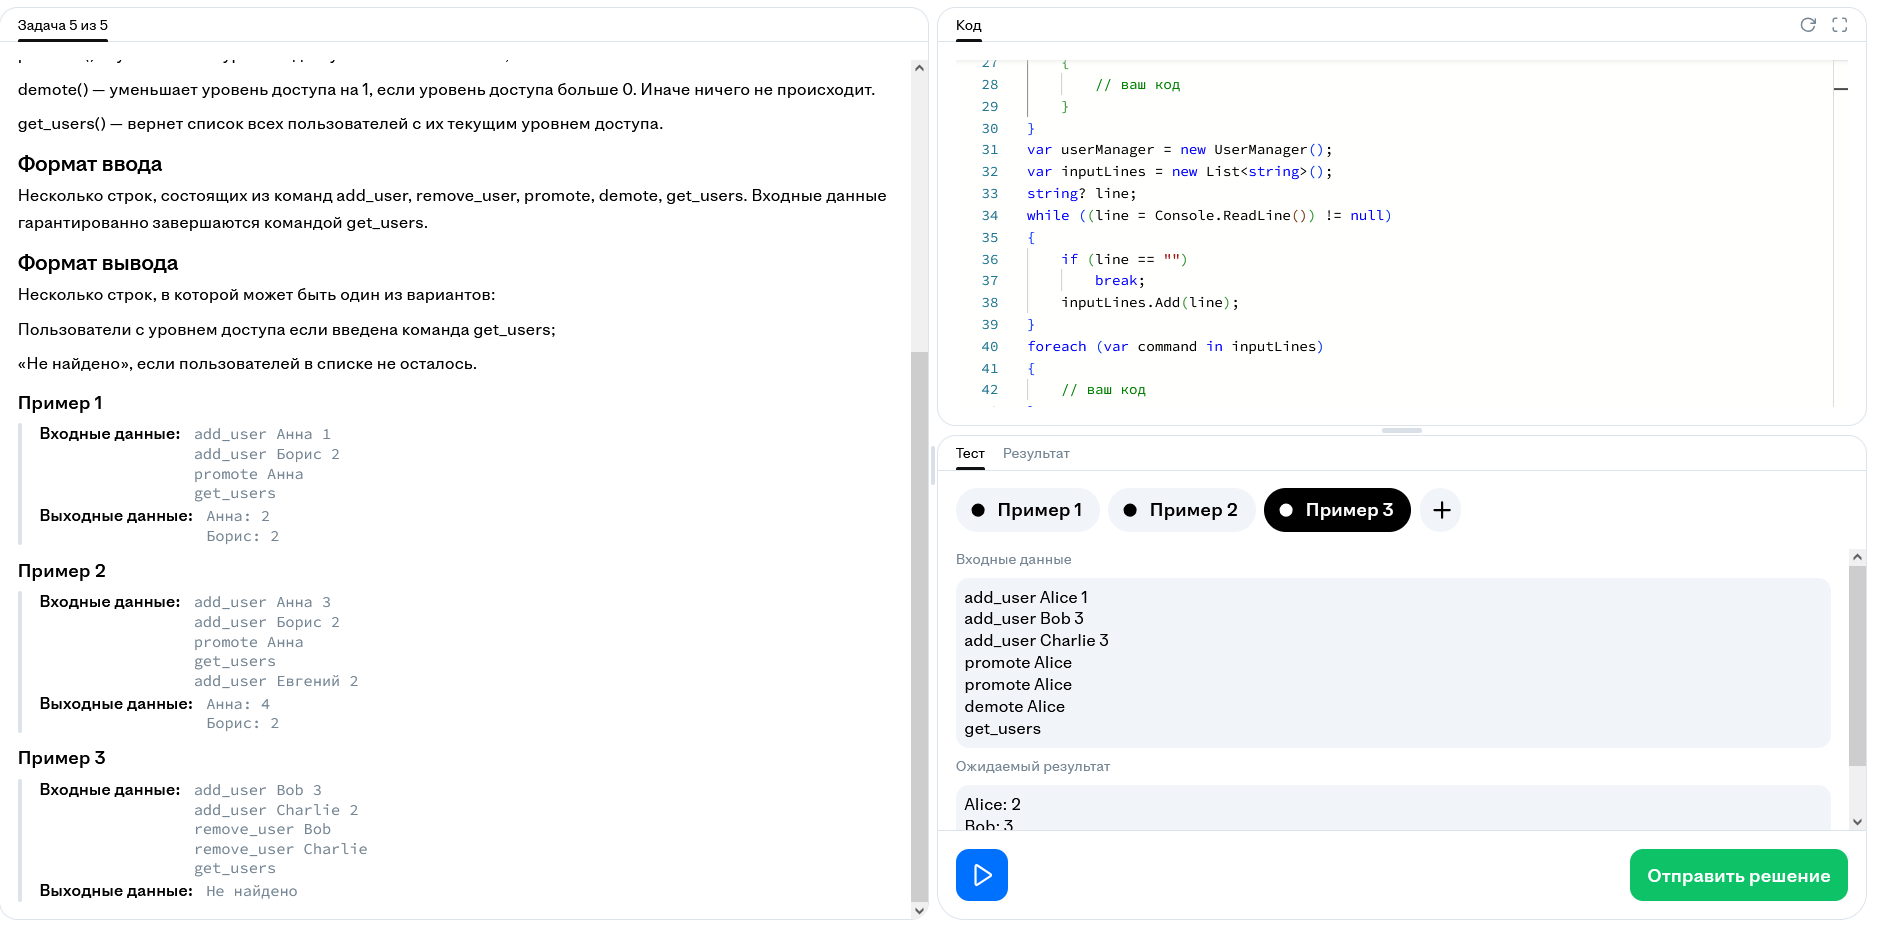 Задача 5 из 5
demote() — уменьшает уровень доступа на 1, если уровень доступа больше 0. Иначе ничего не происходит.
get_users() — вернет список всех пользователей с их текущим уровнем доступа.
Формат ввода
Несколько строк, состоящих из команд add_user, remove_user, promote, demote, get_users. Входные данные
гарантированно завершаются командой get_users.
Формат вывода
Несколько строк, в которой может быть один из вариантов:
Пользователи с уровнем доступа если введена команда get_users;
«Не найдено», если пользователей в списке не осталось.
Пример 1
Входные данные: add_user Анна 1
add_user Борис 2
promote Анна
get_users
Выходные данные: Анна: 2
Борис: 2
Пример 2
Входные данные: add_user Анна 3
add_user Борис 2
promote Анна
get_users
add_user Евгений 2
Выходные данные: Анна: 4
Борис: 2
Пример 3
Входные данные: add_user Bob 3
add_user Charlie 2
remove_user Bob
remove_user Charlie
get_users
Выходные данные: Не найдено
Код
27 {
28 // ваш код
29 }
30 }
31 var userManager = new UserManager();
32 var inputLines = new List<string>();
33 string? line;
34 while ((line = Console.ReadLine()) != null)
35 {
36 if (line == "")
37 break;
38 inputLines.Add(line);
39 }
40 foreach (var command in inputLines)
41 {
42 // ваш код
Тест Результат
Пример 1 Пример 2 Пример 3 +
Входные данные
add_user Alice 1
add_user Bob 3
add_user Charlie 3
promote Alice
promote Alice
demote Alice
get_users
Ожидаемый результат
Alice: 2
Bob: 3
Отправить решение